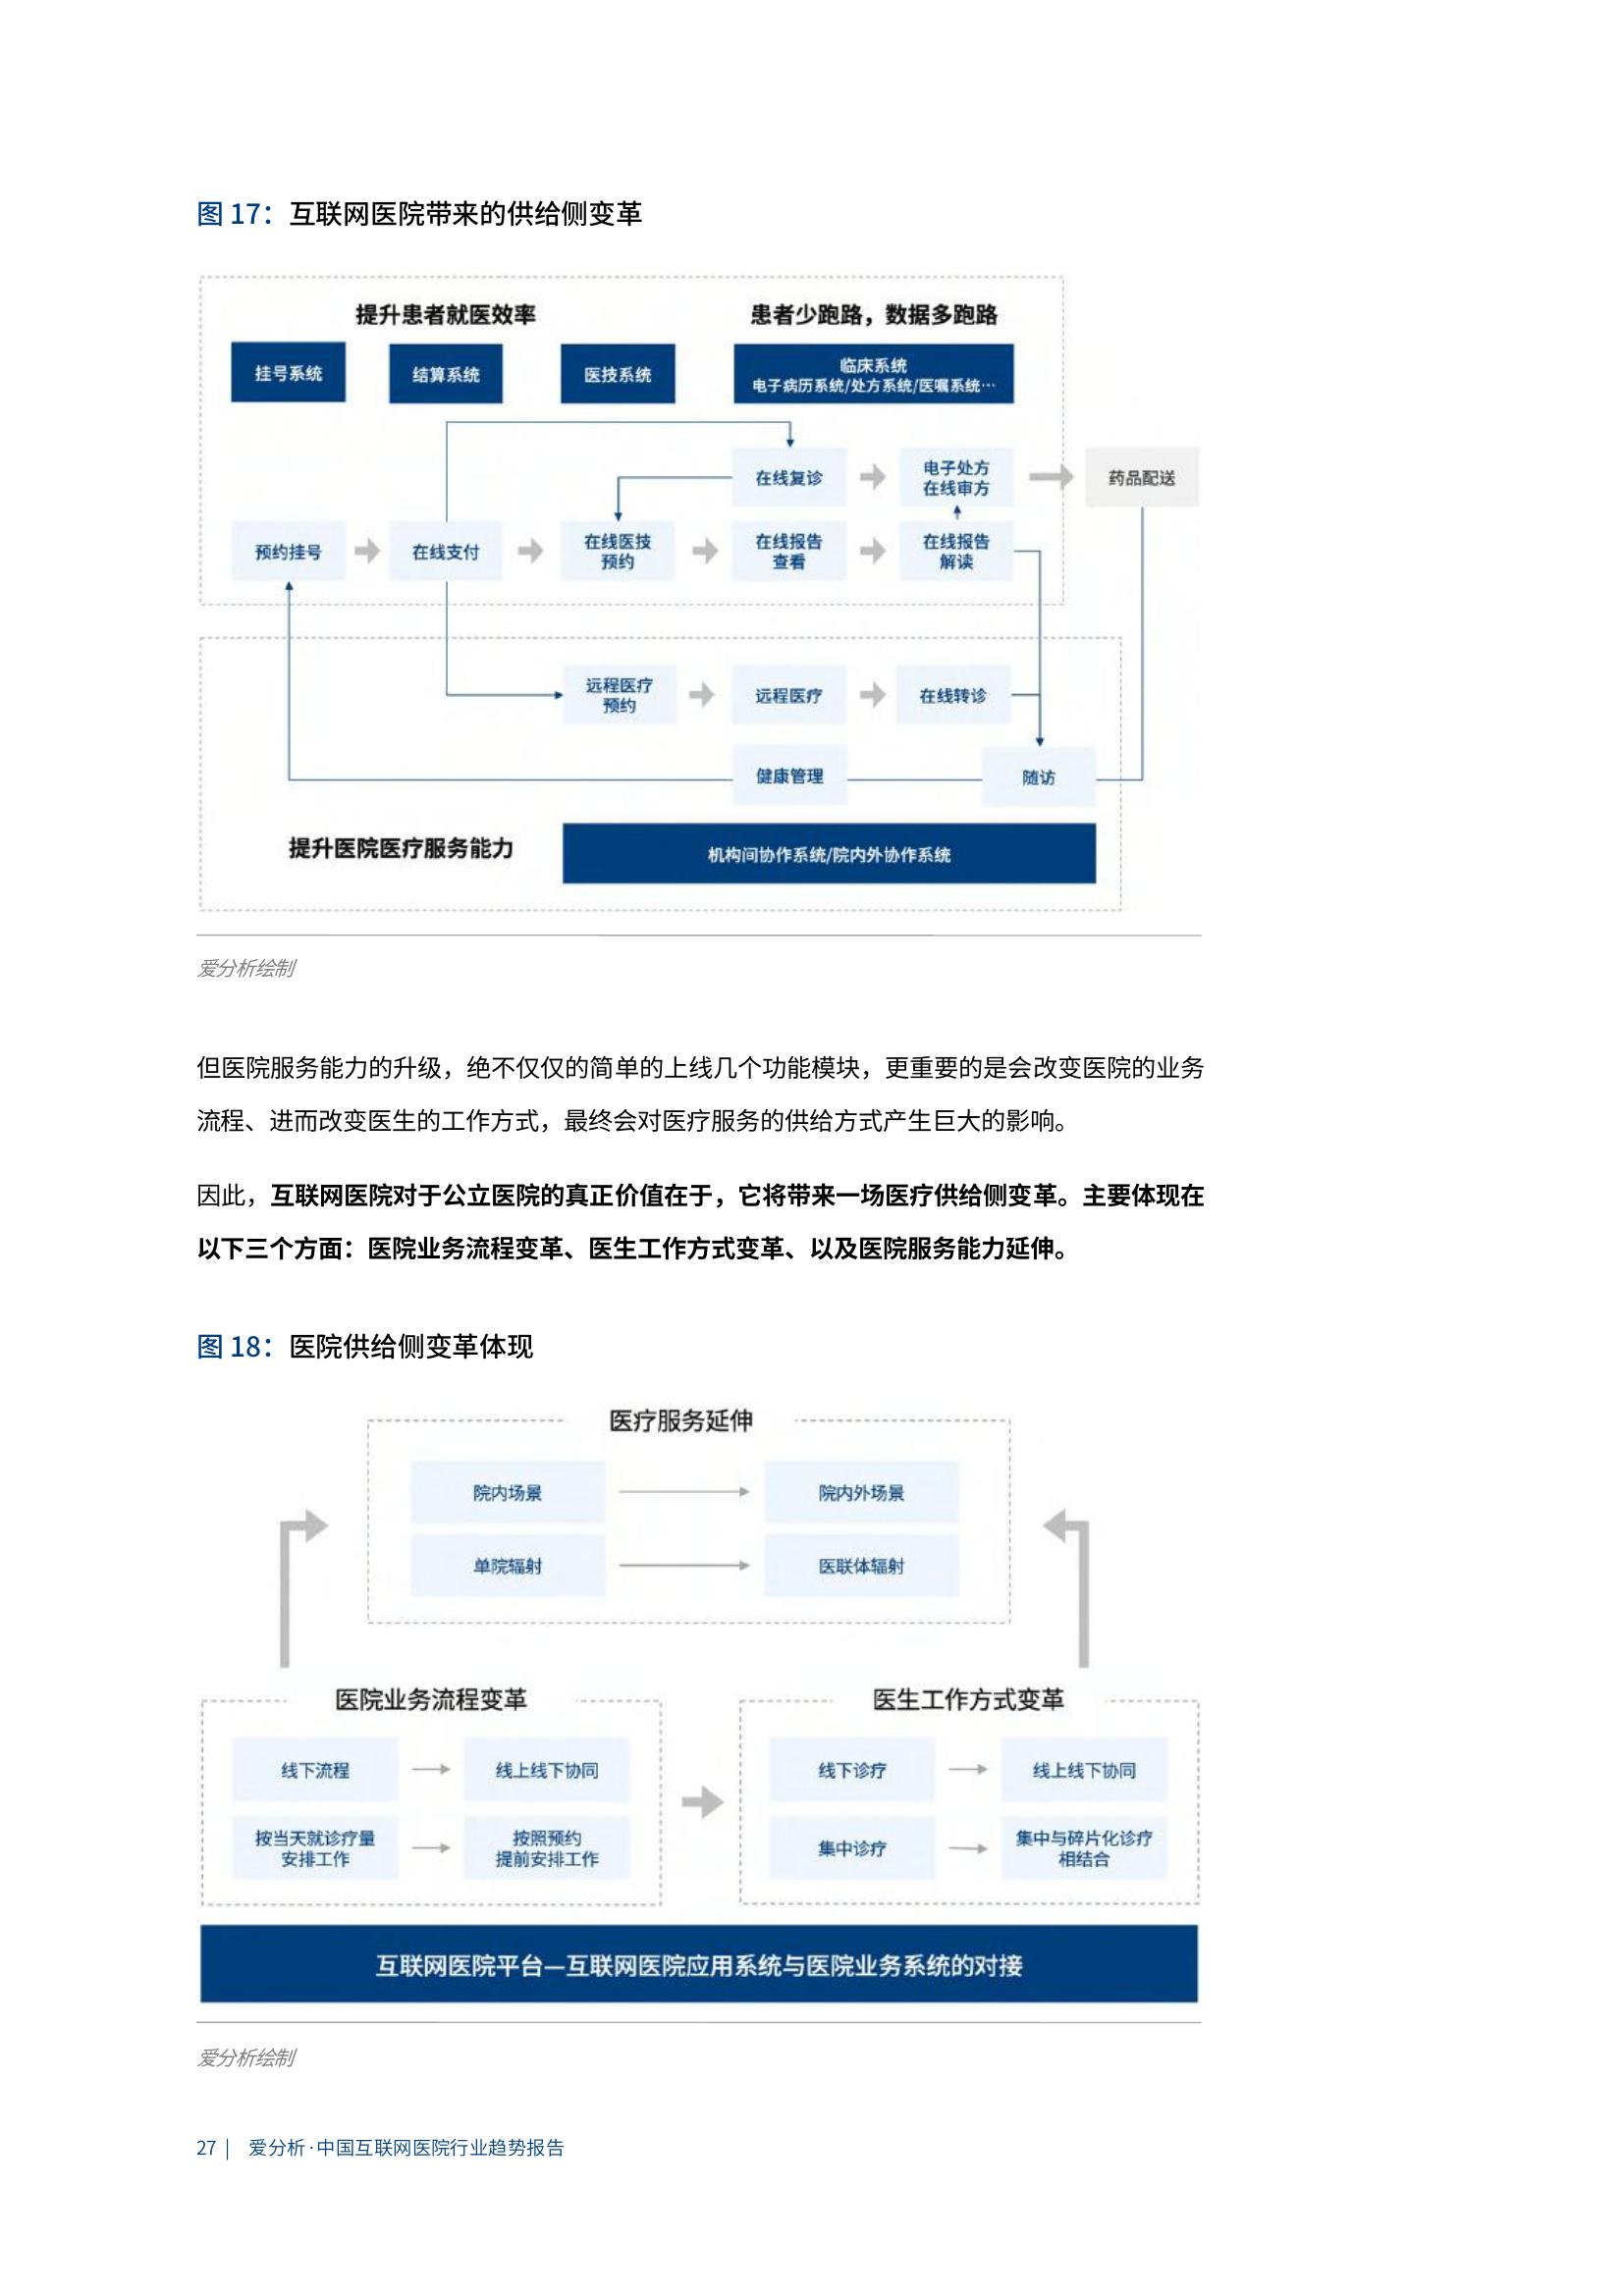 图 17：互联网医院带来的供给侧变革
提升患者就医效率
患者少跑路，数据多跑路
挂号系统
结算系统
医技系统
临床系统
电子病历系统/处方系统/医嘱系统…
在线复诊
电子处方
在线审方
药品配送
预约挂号
在线支付
在线医技
预约
在线报告
查看
在线报告
解读
远程医疗
预约
远程医疗
在线转诊
健康管理
随访
提升医院医疗服务能力
机构间协作系统/院内外协作系统
爱分析绘制
但医院服务能力的升级，绝不仅仅的简单的上线几个功能模块，更重要的是会改变医院的业务
流程、进而改变医生的工作方式，最终会对医疗服务的供给方式产生巨大的影响。
因此，互联网医院对于公立医院的真正价值在于，它将带来一场医疗供给侧变革。主要体现在
以下三个方面：医院业务流程变革、医生工作方式变革、以及医院服务能力延伸。
图 18：医院供给侧变革体现
医疗服务延伸
院内场景
院内外场景
单院辐射
医联体辐射
医院业务流程变革
医生工作方式变革
线下流程
线上线下协同
线下诊疗
线上线下协同
按当天就诊疗量
安排工作
按照预约
提前安排工作
集中诊疗
集中与碎片化诊疗
相结合
互联网医院平台—互联网医院应用系统与医院业务系统的对接
爱分析绘制
27 | 爱分析·中国互联网医院行业趋势报告